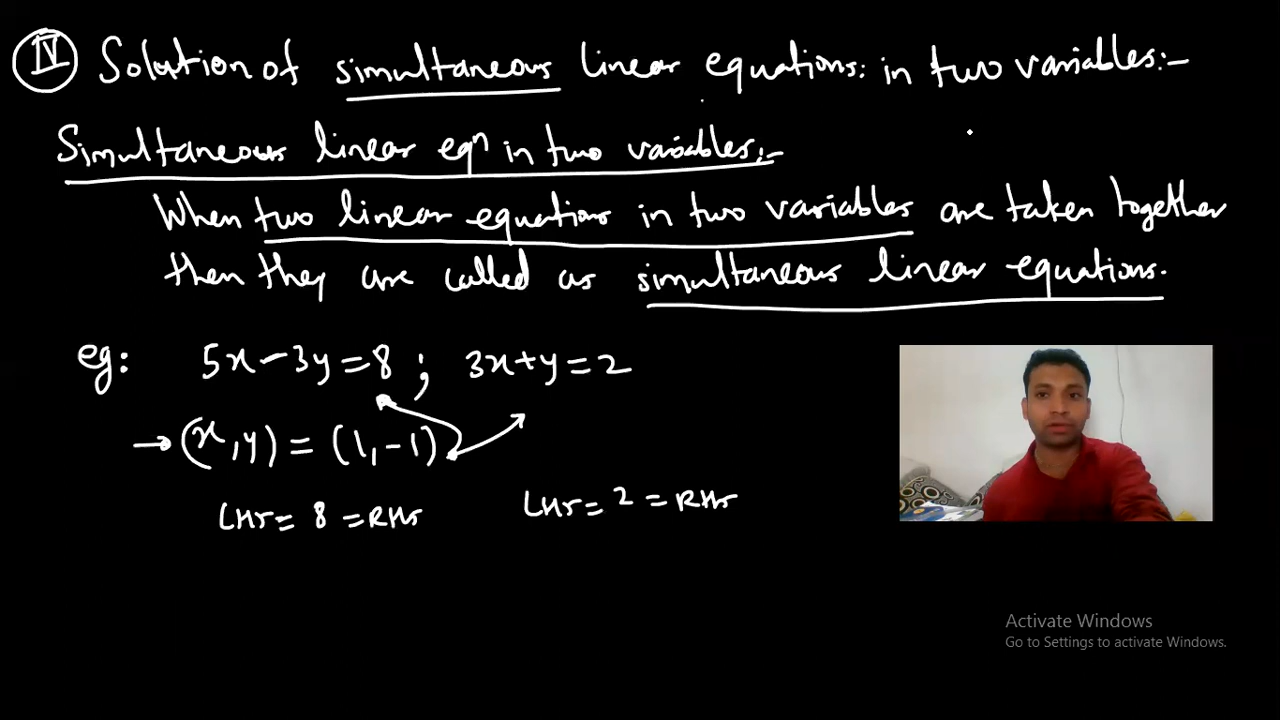 IV Solution of simultaneous linear equations: in two variables:-
Simultaneous linear eqn in two variables:-
When two linear equations in two variables are taken together
then they are called as simultaneous linear equations.
eg: 5x-3y=8 ; 3x+y=2
→ (x,y) = (1,-1)
LHS = 8 = RHS LHS = 2 = RHS
Activate Windows
Go to Settings to activate Windows.